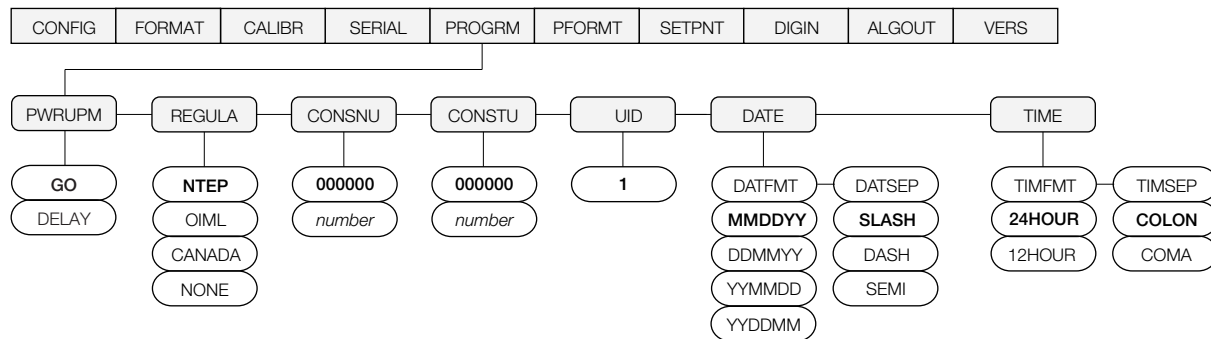 CONFIG FORMAT CALIBR SERIAL PROGRM PFORMT SETPNT DIGIN ALGOUT VERS
PWRUPM REGULA CONSNU CONSTU UID DATE TIME
GO NTEP 000000 000000 1 DATFMT DATSEP TIMFMT TIMSEP
DELAY OIML number number MMDDYY SLASH 24HOUR COLON
CANADA DDMMYY DASH 12HOUR COMA
NONE YYMMDD SEMI
YYDDMM